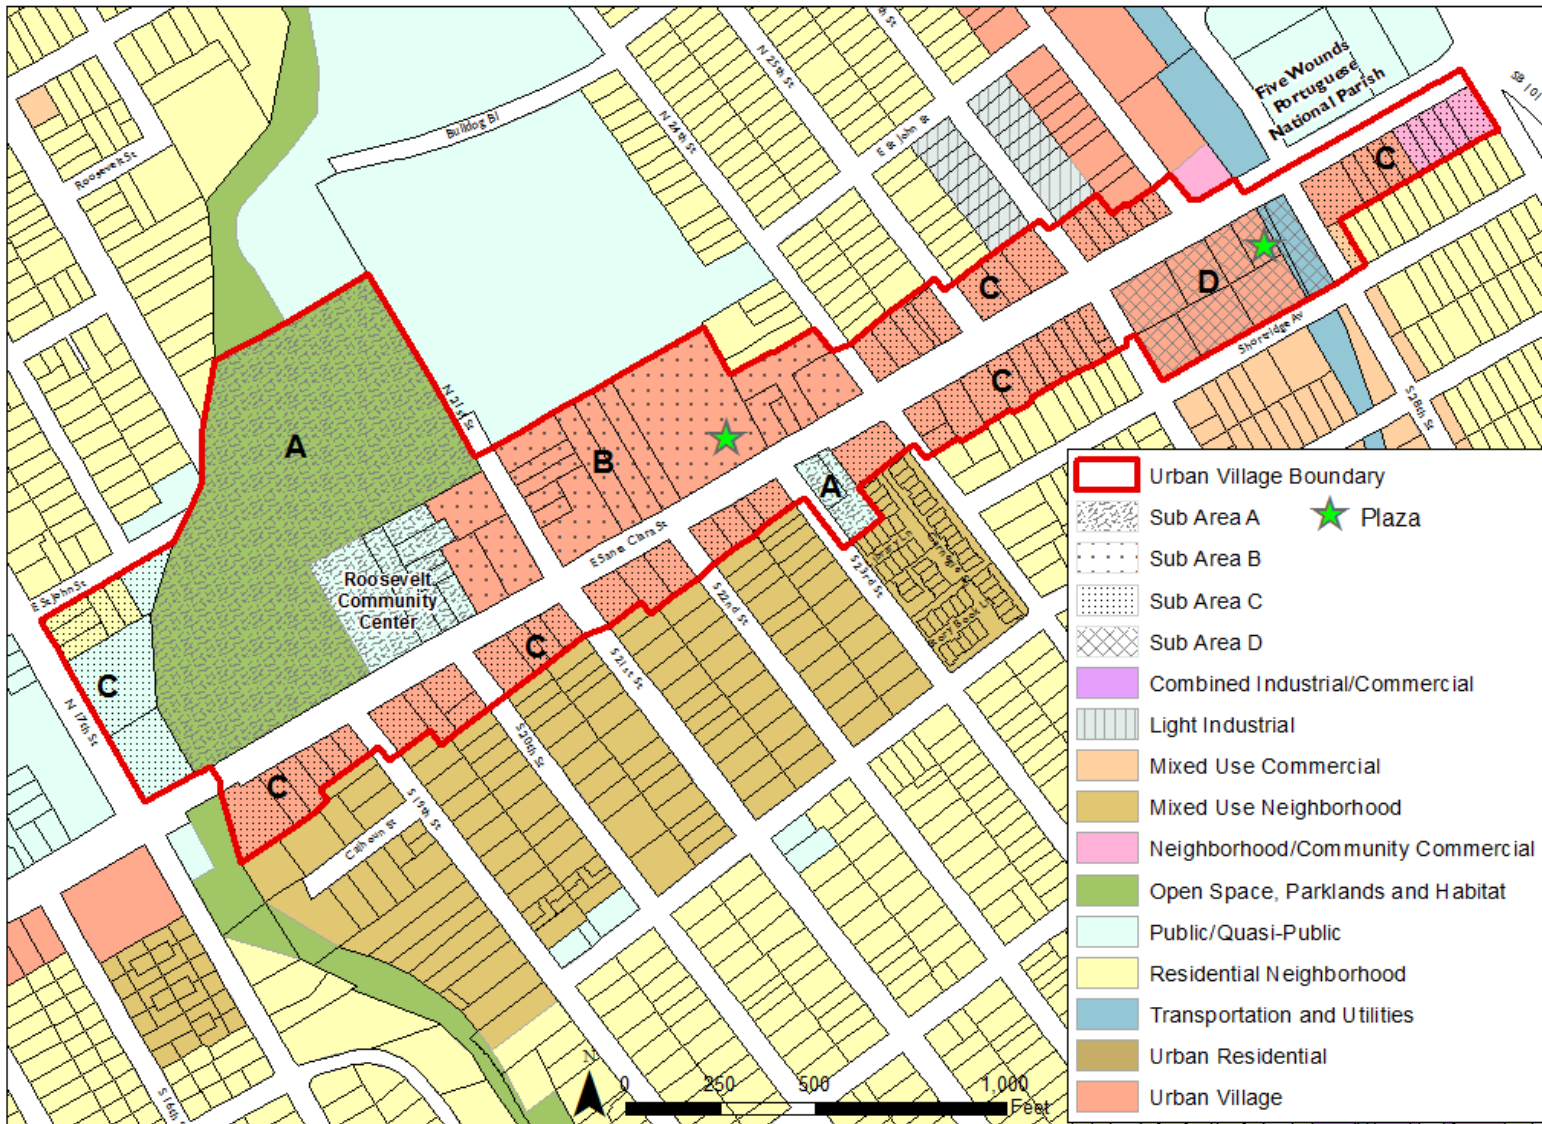 N 25th St
N 24th St
E St John St
Bulldog Bl
Roosevelt St
Five Wounds
Portuguese
National Parish
SB 101
C
D
C
C
Shortridge Av
S 28th St
N 21st St
A
B
A
E Santa Clara St
S 23rd St
Roosevelt
Community
Center
E St John St
C
N 17th St
C
S 22nd St
S 21st St
S 20th St
C
S 19th St
Calhoun St
S 16th St
Urban Village Boundary
Sub Area A
Plaza
Sub Area B
Sub Area C
Sub Area D
Combined Industrial/Commercial
Light Industrial
Mixed Use Commercial
Mixed Use Neighborhood
Neighborhood/Community Commercial
Open Space, Parklands and Habitat
Public/Quasi-Public
Residential Neighborhood
Transportation and Utilities
Urban Residential
Urban Village
N
0 250 500 1,000
Feet